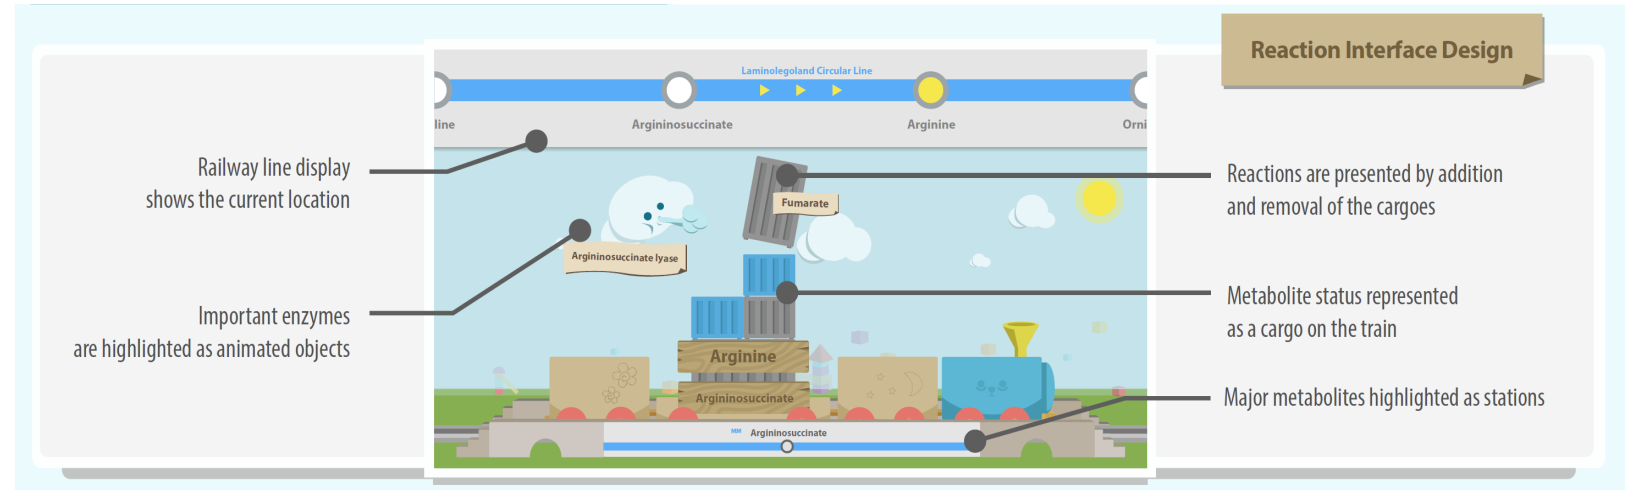 Reaction Interface Design
Laminolegoland Circular Line
line
Argininosuccinate
Arginine
Orni
Railway line display
shows the current location
Important enzymes
are highlighted as animated objects
Fumarate
Argininosuccinate lyase
Arginine
Argininosuccinate
MW
Argininosuccinate
Reactions are presented by addition
and removal of the cargoes
Metabolite status represented
as a cargo on the train
Major metabolites highlighted as stations